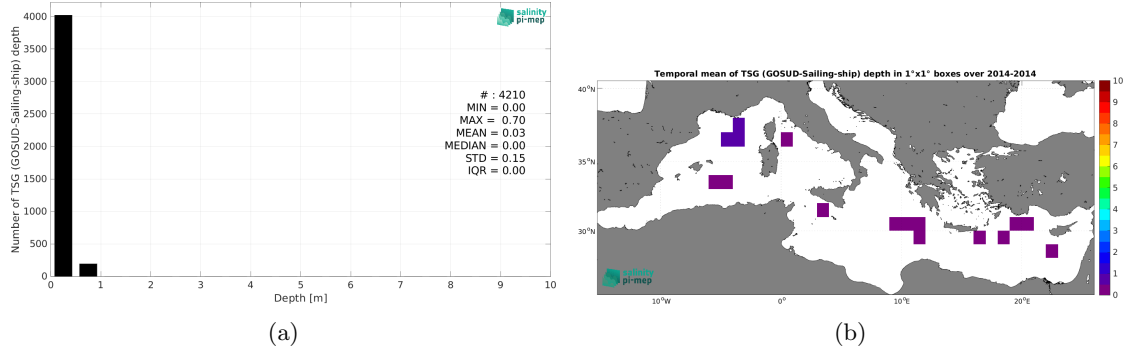 4000
3500
3000
2500
2000
1500
1000
500
0
Number of TSG (GOSUD-Sailing-ship) depth
salinity
pi-mep
# : 4210
MIN = 0.00
MAX = 0.70
MEAN = 0.03
MEDIAN = 0.00
STD = 0.15
IQR = 0.00
0 1 2 3 4 5 6 7 8 9 10
Depth [m]
(a)
Temporal mean of TSG (GOSUD-Sailing-ship) depth in 1°x1° boxes over 2014-2014
40°N
35°N
30°N
10°W 0° 10°E 20°E
salinity
pi-mep
10
9
8
7
6
5
4
3
2
1
0
(b)